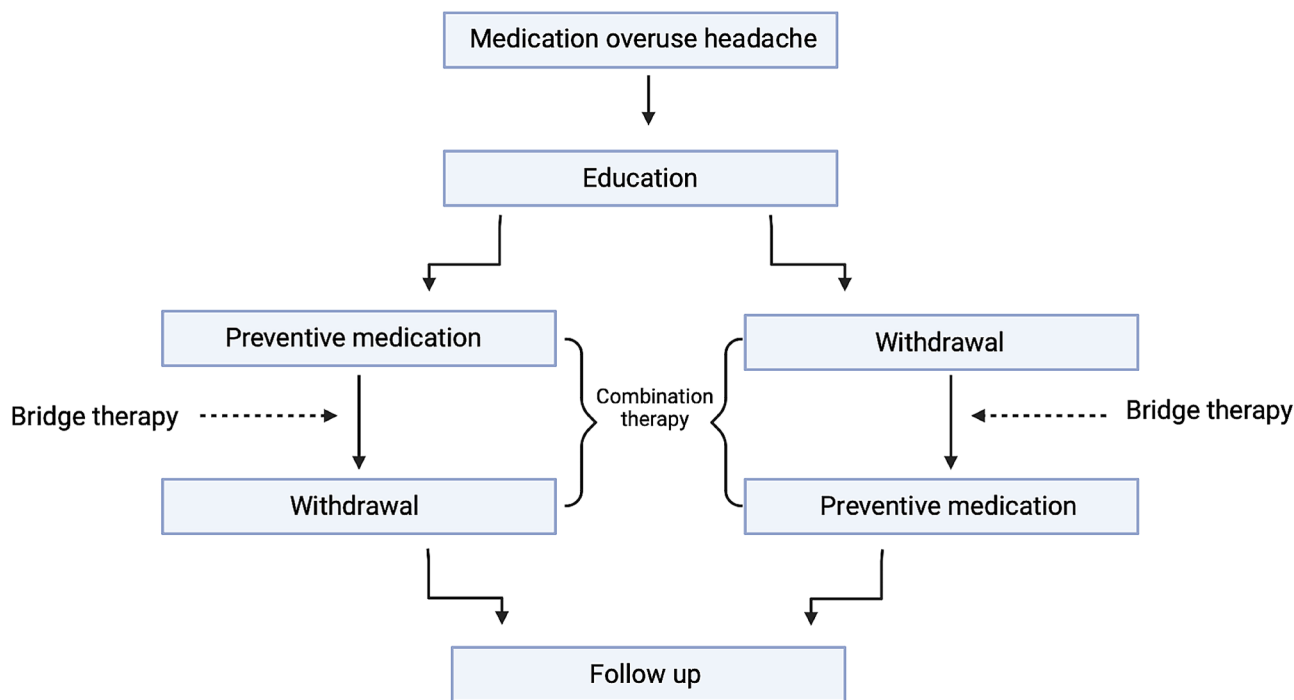 Medication overuse headache
Education
Preventive medication
Withdrawal
Combination
therapy
Bridge therapy
Bridge therapy
Withdrawal
Preventive medication
Follow up